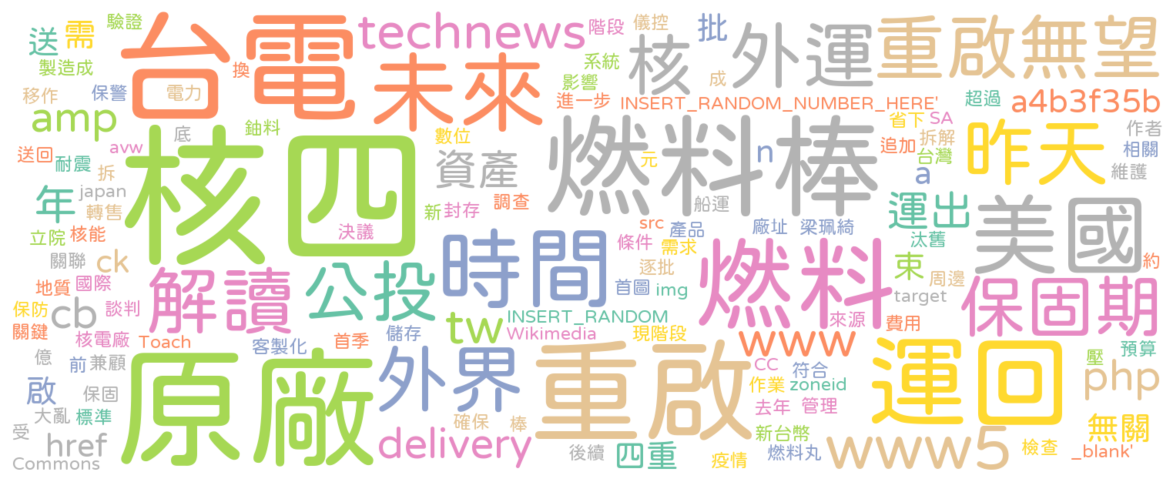 送
需
驗證
台電
technews
階段
儀控
批
核
外運
重啟無望
製造成
換
未來
系統
影響
成
移作
保警
電力
進一步
INSERT_RANDOM_NUMBER_HERE'
超過
a4b3f35b
amp
鈾料
底
數位
省下
SA
作者
送回
耐震
avw
核四
資產
燃料棒
元
n
追加
拆解
台灣
昨天
相關
拆
a
維護
年
japan
轉售
新
封存
調查
船運
運出
美國
立院
核能
決議
時間
src
產品
廠址
梁珮綺
汰舊
關聯
ck
解讀
公投
條件
需求
燃料
束
約
地質
國際
逐批
周邊
保固期
保防
談判
cb
首圖
img
target
關鍵
核電廠
Toach
首季
儲存
tw
INSERT_RANDOM
Wikimedia
現階段
來源
費用
www
客製化
億
前
兼顧
原廠
外界
重啟
CC
符合
運回
壓
預算
啟
保固
作業
zoneid
php
大亂
標準
去年
管理
受
href
確保
棒
無關
delivery
新台幣
www5
Commons
後續
四重
疫情
燃料丸
檢查
_blank'